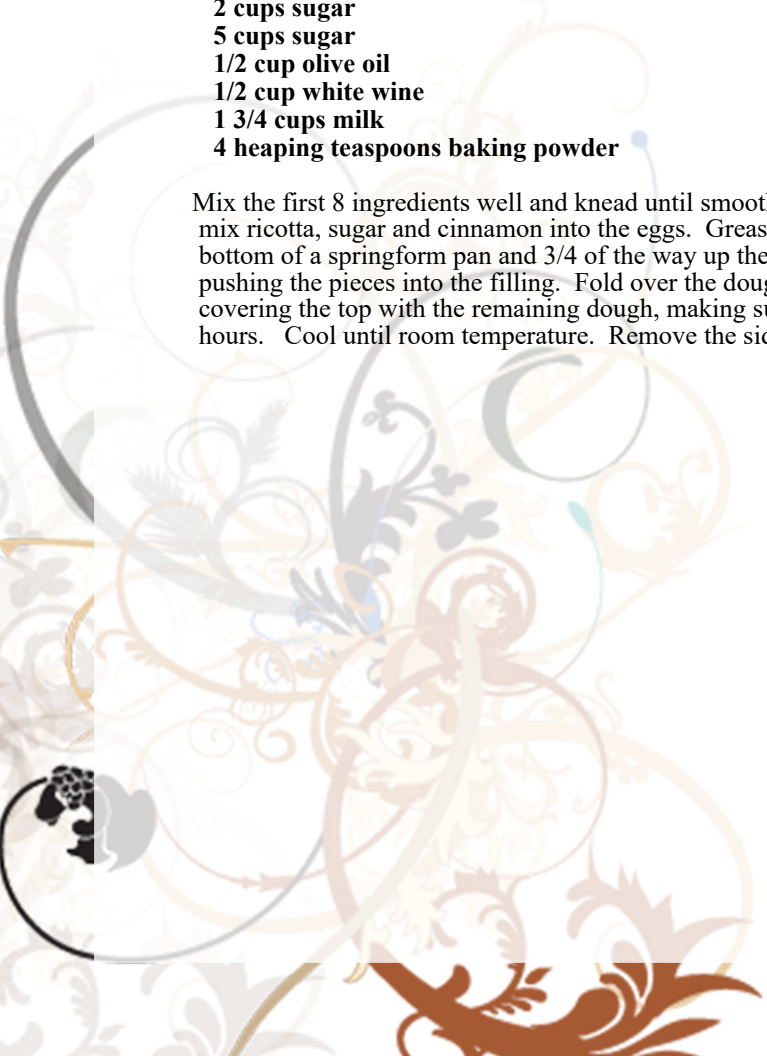 2 cups sugar
5 cups sugar
1/2 cup olive oil
1/2 cup white wine
1 3/4 cups milk
4 heaping teaspoons baking powder
Mix the first 8 ingredients well and knead until smooth
mix ricotta, sugar and cinnamon into the eggs. Greas
bottom of a springform pan and 3/4 of the way up the
pushing the pieces into the filling. Fold over the doug
covering the top with the remaining dough, making su
hours. Cool until room temperature. Remove the sid